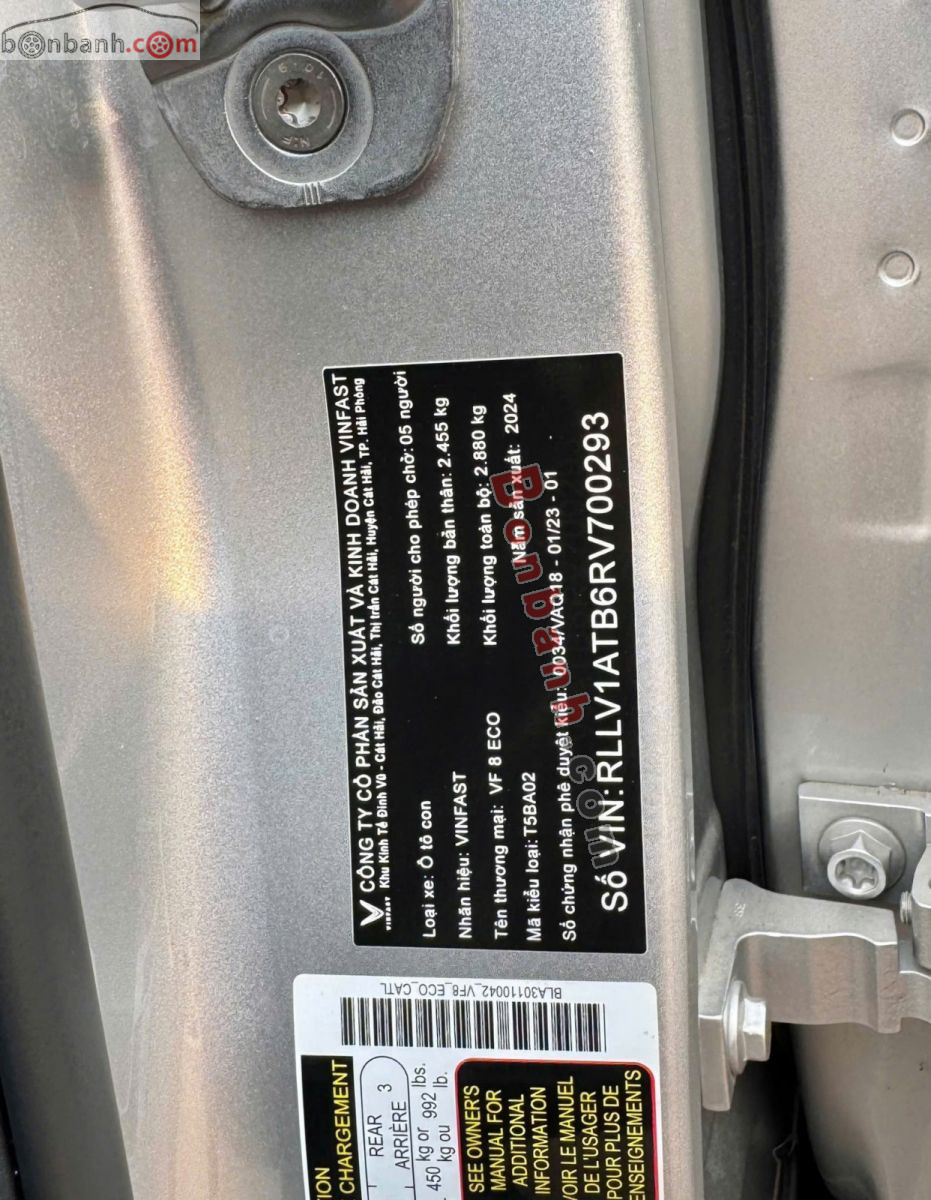 bonbanh.com
10.9
VINFAST
CÔNG TY CỔ PHẦN SẢN XUẤT VÀ KINH DOANH VINFAST
Khu Kinh Tế Đình Vũ - Cát Hải, Đảo Cát Hải, Thị trấn Cát Hải, Huyện Cát Hải, TP. Hải Phòng
Loại xe: Ô tô con
Số người cho phép chở: 05 người
Nhãn hiệu: VINFAST
Khối lượng bản thân: 2.455 kg
Tên thương mại: VF 8 ECO
Khối lượng toàn bộ: 2.880 kg
Mã kiểu loại: T5BA02
Năm sản xuất: 2024
Số chứng nhận phê duyệt kiểu: 0034/VAQ18 - 01/23 - 01
Số VIN: RLLV1ATB6RV700293
Bonbanh.com
BLA30110042_VF8_ECO_CATL
CHARGEMENT
REAR 3
ARRIÈRE
450 kg or 992 lbs.
kg ou lb.
SEE OWNER'S
MANUAL FOR
ADDITIONAL
INFORMATION
VOIR LE MANUEL
DE L'USAGER
POUR PLUS DE